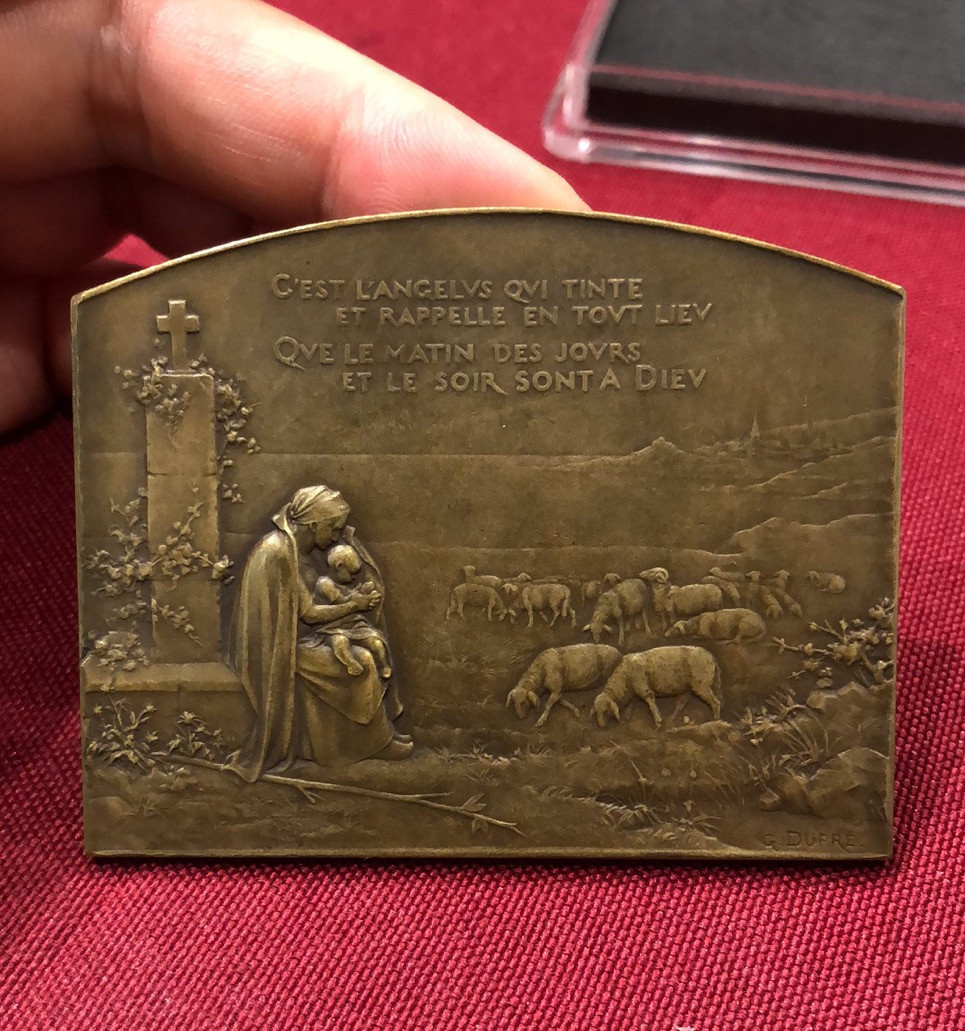 C'EST L'ANGELVS QVI TINTE
ET RAPPELLE EN TOVT LIEV
QVE LE MATIN DES JOVRS
ET LE SOIR SONT A DIEV
G. DUPRÉ.